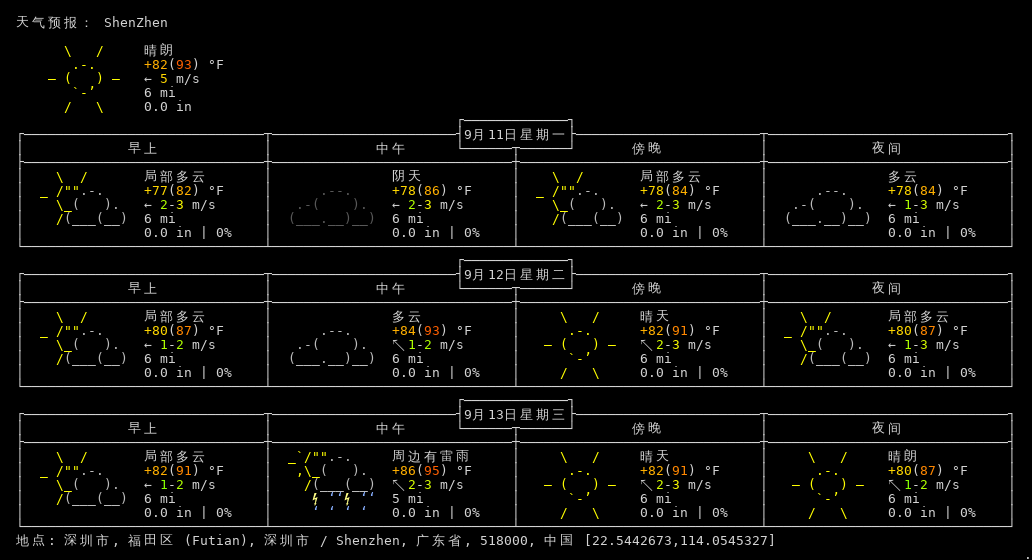 天气预报： ShenZhen
晴朗
+82(93) °F
← 5 m/s
6 mi
0.0 in
9月11日星期一
早上 中午 傍晚 夜间
局部多云 阴天 局部多云 多云
+77(82) °F +78(86) °F +78(84) °F +78(84) °F
← 2-3 m/s ← 2-3 m/s ← 2-3 m/s ← 1-3 m/s
6 mi 6 mi 6 mi 6 mi
0.0 in | 0% 0.0 in | 0% 0.0 in | 0% 0.0 in | 0%
9月12日星期二
早上 中午 傍晚 夜间
局部多云 多云 晴天 局部多云
+80(87) °F +84(93) °F +82(91) °F +80(87) °F
← 1-2 m/s ↖ 1-2 m/s ↖ 2-3 m/s ← 1-3 m/s
6 mi 6 mi 6 mi 6 mi
0.0 in | 0% 0.0 in | 0% 0.0 in | 0% 0.0 in | 0%
9月13日星期三
早上 中午 傍晚 夜间
局部多云 周边有雷雨 晴天 晴朗
+82(91) °F +86(95) °F +82(91) °F +80(87) °F
← 1-2 m/s ↖ 2-3 m/s ↖ 2-3 m/s ↖ 1-2 m/s
6 mi 5 mi 6 mi 6 mi
0.0 in | 0% 0.0 in | 0% 0.0 in | 0% 0.0 in | 0%
地点: 深圳市, 福田区 (Futian), 深圳市 / Shenzhen, 广东省, 518000, 中国 [22.5442673,114.0545327]